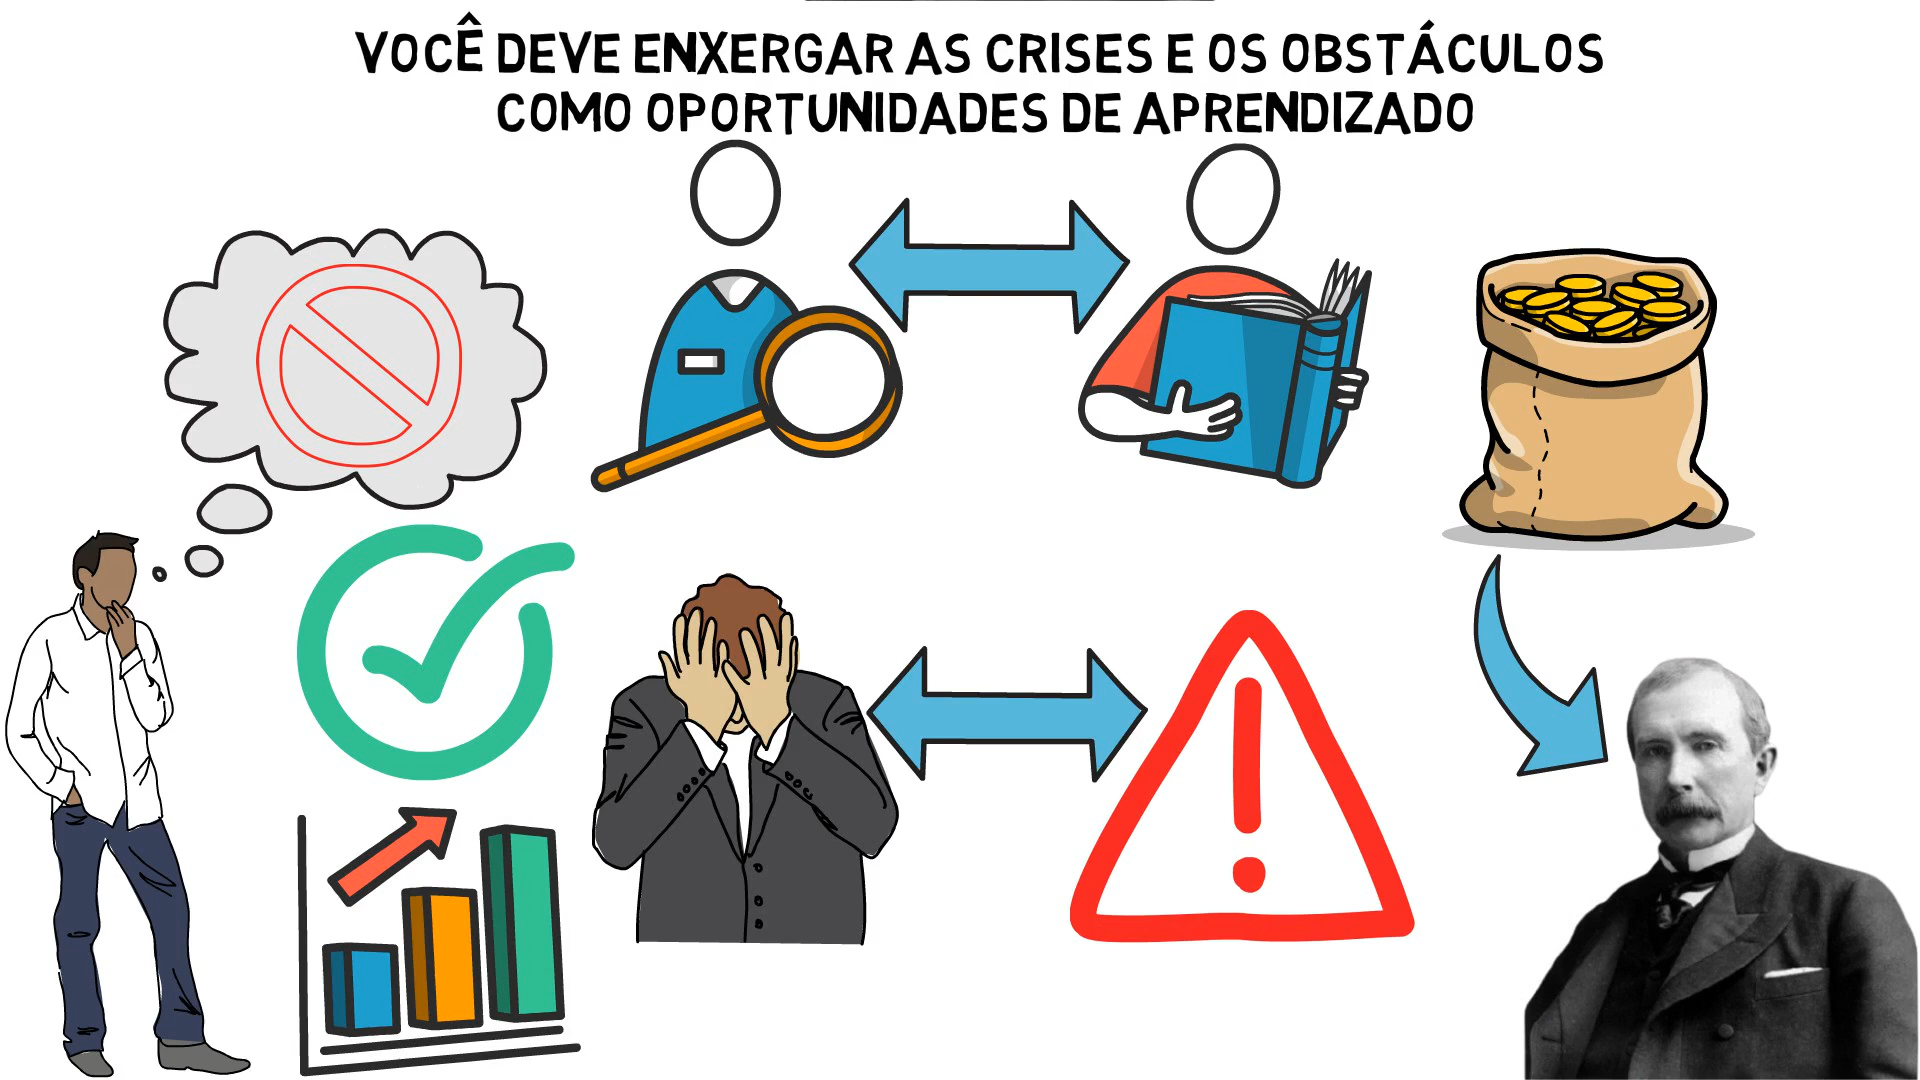 VOCÊ DEVE ENXERGAR AS CRISES E OS OBSTÁCULOS
COMO OPORTUNIDADES DE APRENDIZADO